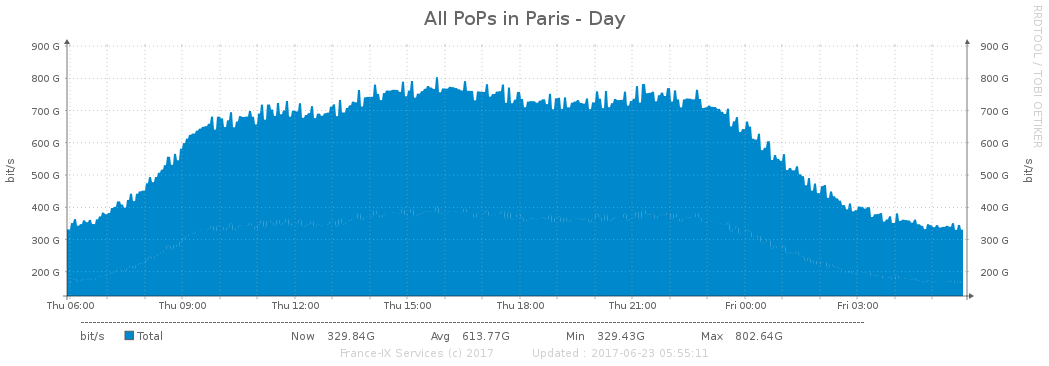 All PoPs in Paris - Day
RRDTOOL / TOBI OETIKER
900 G 900 G
800 G 800 G
700 G 700 G
600 G 600 G
500 G 500 G
400 G 400 G
300 G 300 G
200 G 200 G
bit/s bit/s
Thu 06:00 Thu 09:00 Thu 12:00 Thu 15:00 Thu 18:00 Thu 21:00 Fri 00:00 Fri 03:00
bit/s Total Now 329.84G Avg 613.77G Min 329.43G Max 802.64G
France-IX Services (c) 2017 Updated : 2017-06-23 05:55:11